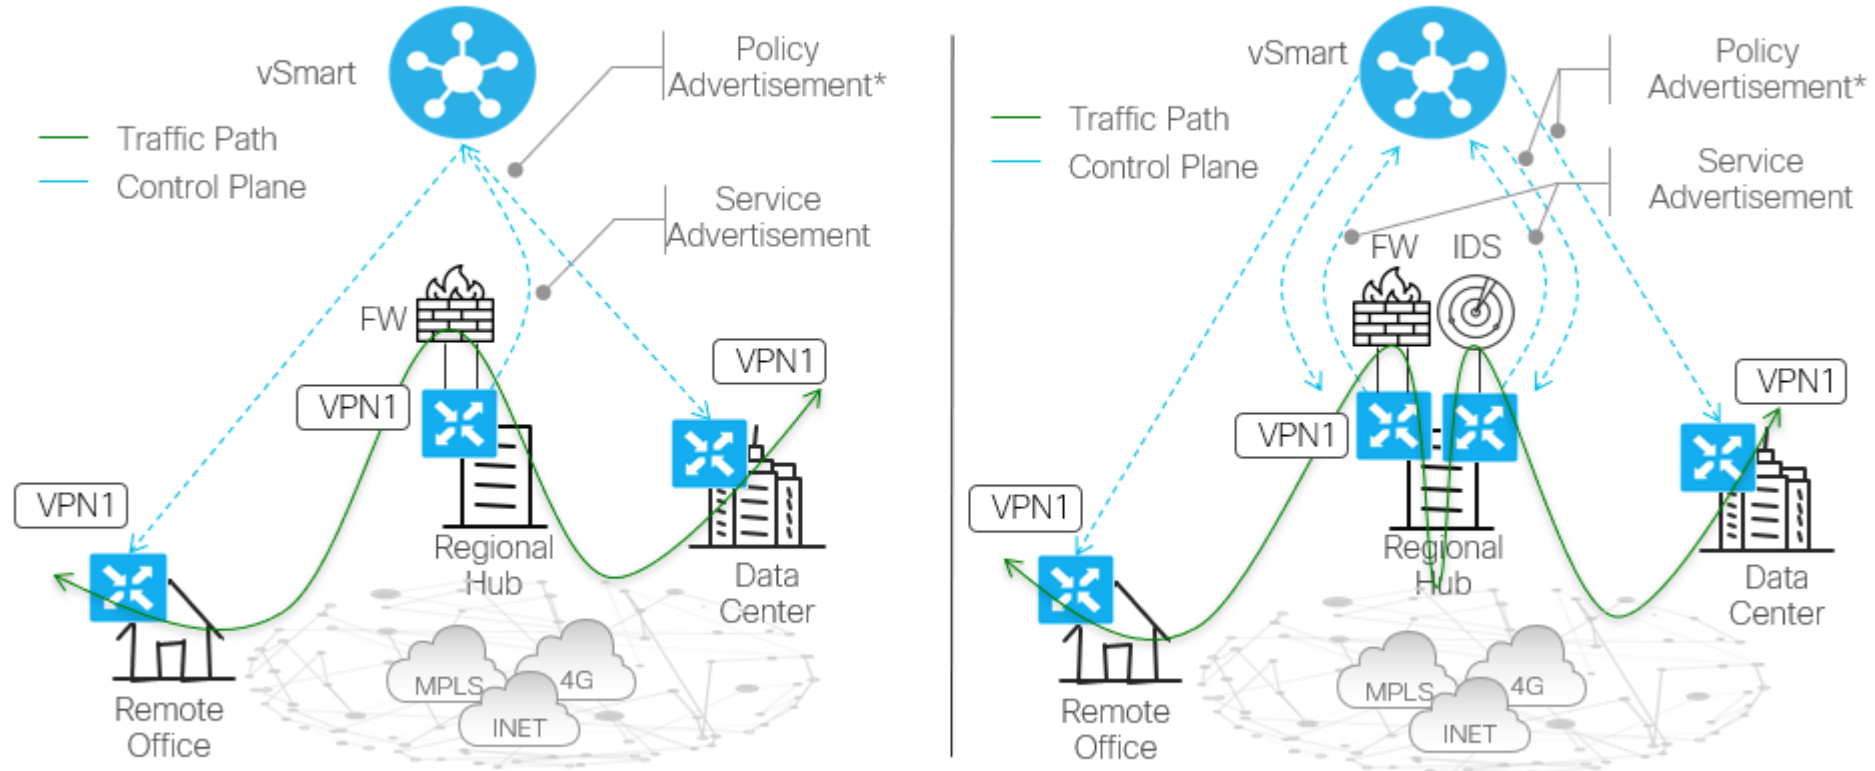 vSmart
Policy
Advertisement*
Traffic Path
Control Plane
Service
Advertisement
FW
VPN1
VPN1
VPN1
Regional
Hub
Data
Center
MPLS
4G
INET
Remote
Office
vSmart
Policy
Advertisement*
Traffic Path
Control Plane
Service
Advertisement
FW
IDS
VPN1
VPN1
VPN1
Regional
Hub
Data
Center
MPLS
4G
INET
Remote
Office